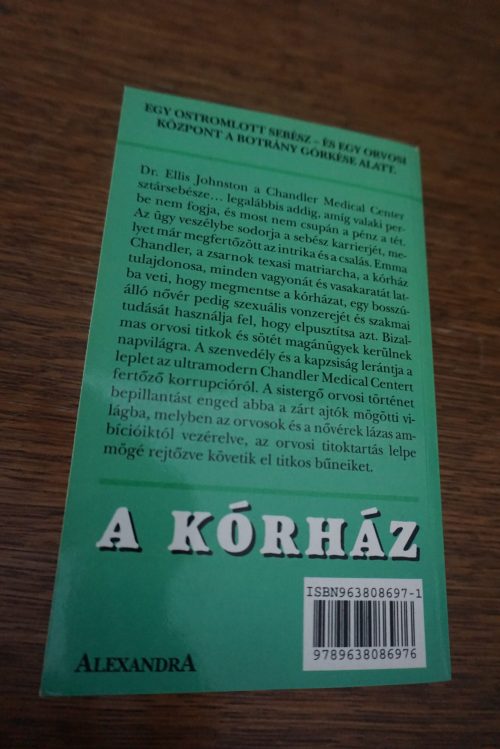 EGY OSTROMLOTT SEBÉSZ – ÉS EGY ORVOSI
KÖZPONT A BOTRÁNY GÓRKÉSE ALATT.
Dr. Ellis Johnston a Chandler Medical Center
sztársebésze... legalábbis addig, amíg valaki per-
be nem fogja, és most nem csupán a pénz a tét.
Az ügy veszélybe sodorja a sebész karrierjét, me-
lyet már megfertőzött az intrika és a csalás. Emma
Chandler, a zsarnok texasi matriarcha, a kórház
tulajdonosa, minden vagyonát és vasakaratát lat-
ba veti, hogy megmentse a kórházat, egy bosszú-
álló nővér pedig szexuális vonzerejét és szakmai
tudását használja fel, hogy elpusztítsa azt. Bizal-
mas orvosi titkok és sötét magánügyek kerülnek
napvilágra. A szenvedély és a kapzsiság lerántja a
leplet az ultramodern Chandler Medical Centert
fertőző korrupcióról. A sistergő orvosi történet
bepillantást enged abba a zárt ajtók mögötti vi-
lágba, melyben az orvosok és a nővérek lázas am-
bícióiktól vezérelve, az orvosi titoktartás lelpe
mögé rejtőzve követik el titkos bűneiket.
A KÓRHÁZ
ISBN963808697-1
9789638086976
ALEXANDRA